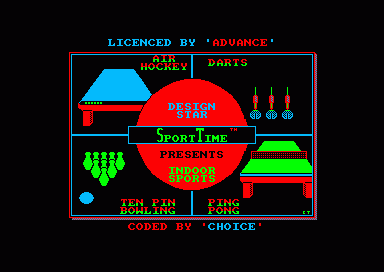 LICENCED BY 'ADVANCE'
AIR
HOCKEY
DARTS
DESIGN
STAR
SPORTTIME™
PRESENTS
INDOOR
SPORTS
TEN PIN
BOWLING
PING
PONG
CODED BY 'CHOICE'